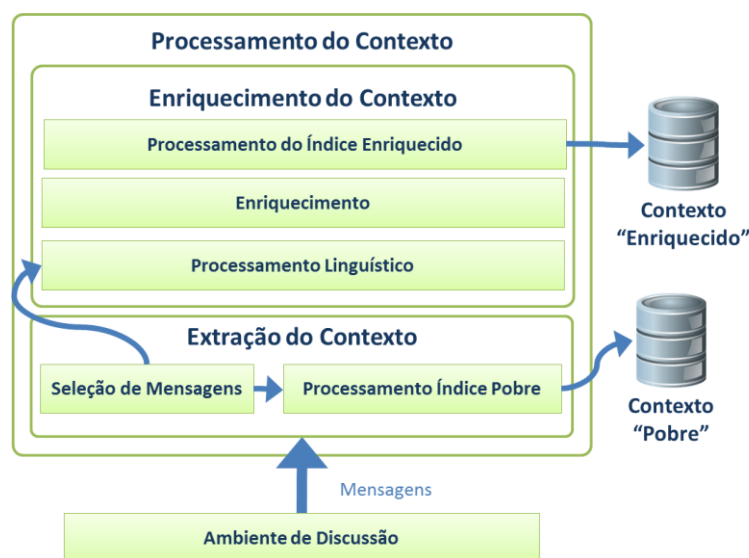 Processamento do Contexto
Enriquecimento do Contexto
Processamento do Índice Enriquecido
Enriquecimento
Processamento Linguístico
Contexto
“Enriquecido”
Extração do Contexto
Seleção de Mensagens
Processamento Índice Pobre
Contexto
“Pobre”
Mensagens
Ambiente de Discussão